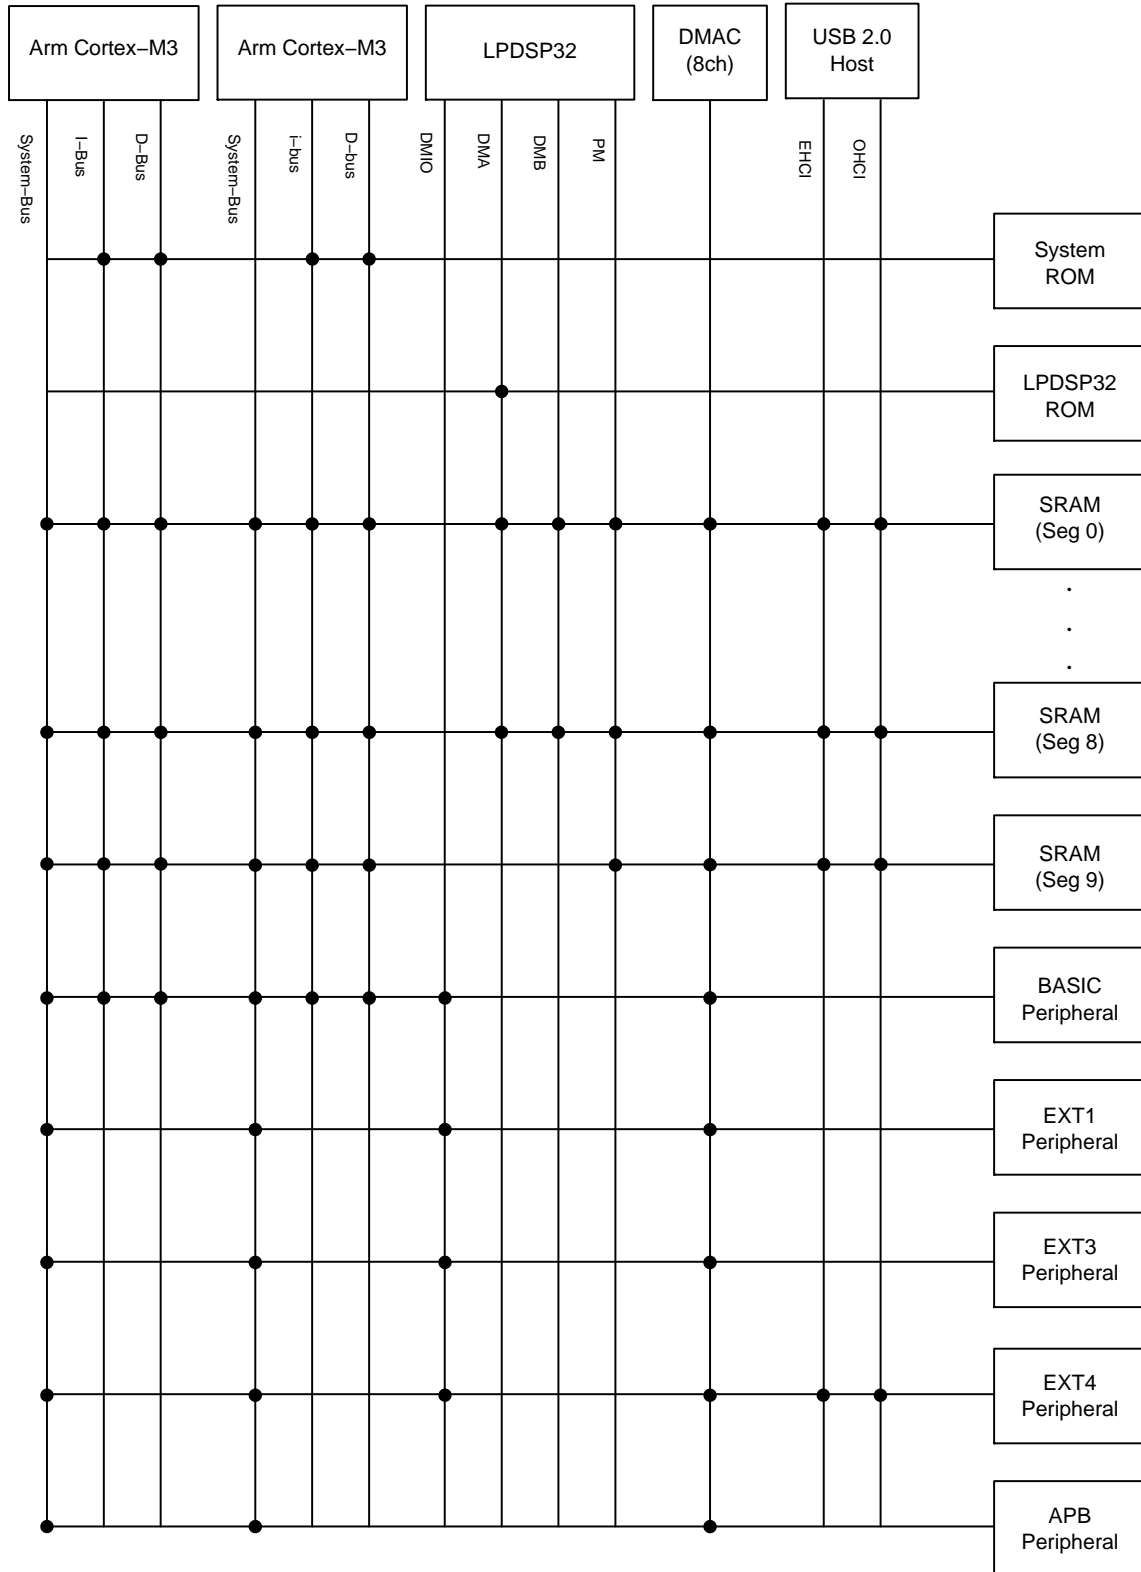 Arm Cortex−M3
Arm Cortex−M3
LPDSP32
DMAC
(8ch)
USB 2.0
Host
System−Bus
I−Bus
D−Bus
System−Bus
i−bus
D−bus
DMIO
DMA
DMB
PM
EHCI
OHCI
System
ROM
LPDSP32
ROM
SRAM
(Seg 0)
.
.
.
SRAM
(Seg 8)
SRAM
(Seg 9)
BASIC
Peripheral
EXT1
Peripheral
EXT3
Peripheral
EXT4
Peripheral
APB
Peripheral